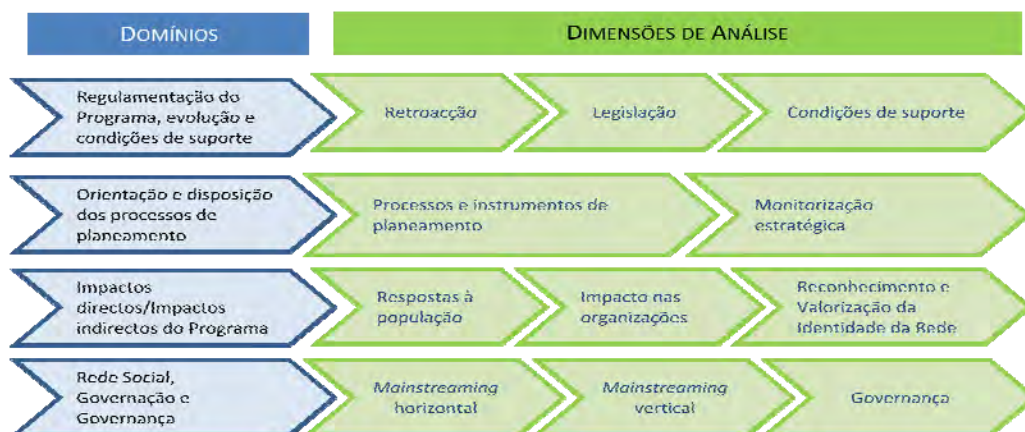 DOMÍNIOS
DIMENSÕES DE ANÁLISE
Regulamentação do
Programa, evolução e
condições de suporte
Retroacção
Legislação
Condições de suporte
Orientação e disposição
dos processos de
planeamento
Processos e instrumentos de
planeamento
Monitorização
estratégica
Impactos
directos/Impactos
indirectos do Programa
Respostas à
população
Impacto nas
organizações
Reconhecimento e
Valorização da
Identidade da Rede
Rede Social,
Governação e
Governança
Mainstreaming
horizontal
Mainstreaming
vertical
Governança